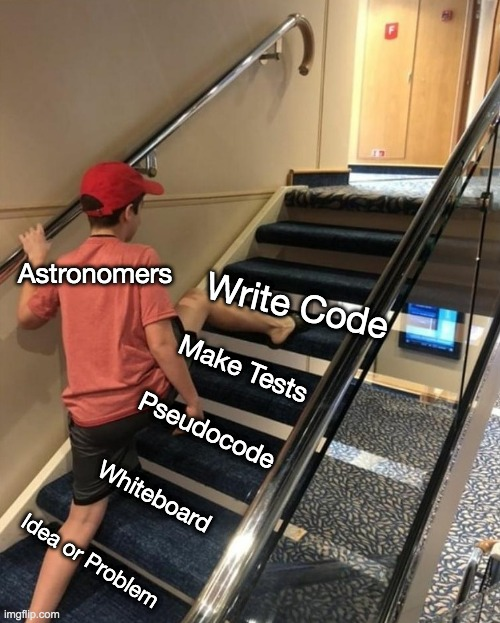 Astronomers
Write Code
Make Tests
Pseudocode
Whiteboard
Idea or Problem
imgflip.com